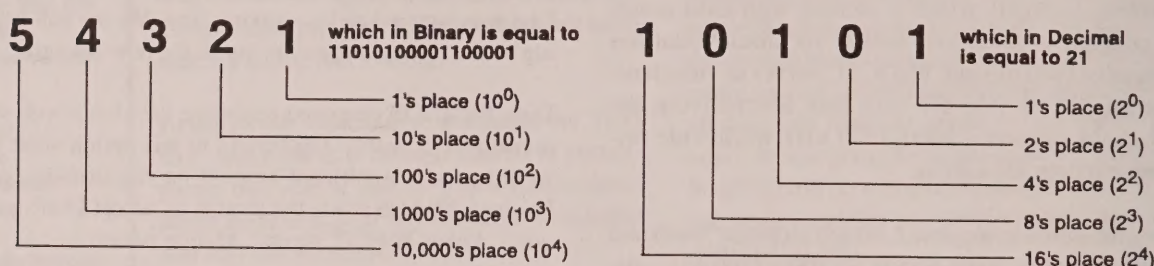 5 4 3 2 1
which in Binary is equal to
11010100001100001
1's place (10⁰)
10's place (10¹)
100's place (10²)
1000's place (10³)
10,000's place (10⁴)
1 0 1 0 1
which in Decimal
is equal to 21
1's place (2⁰)
2's place (2¹)
4's place (2²)
8's place (2³)
16's place (2⁴)